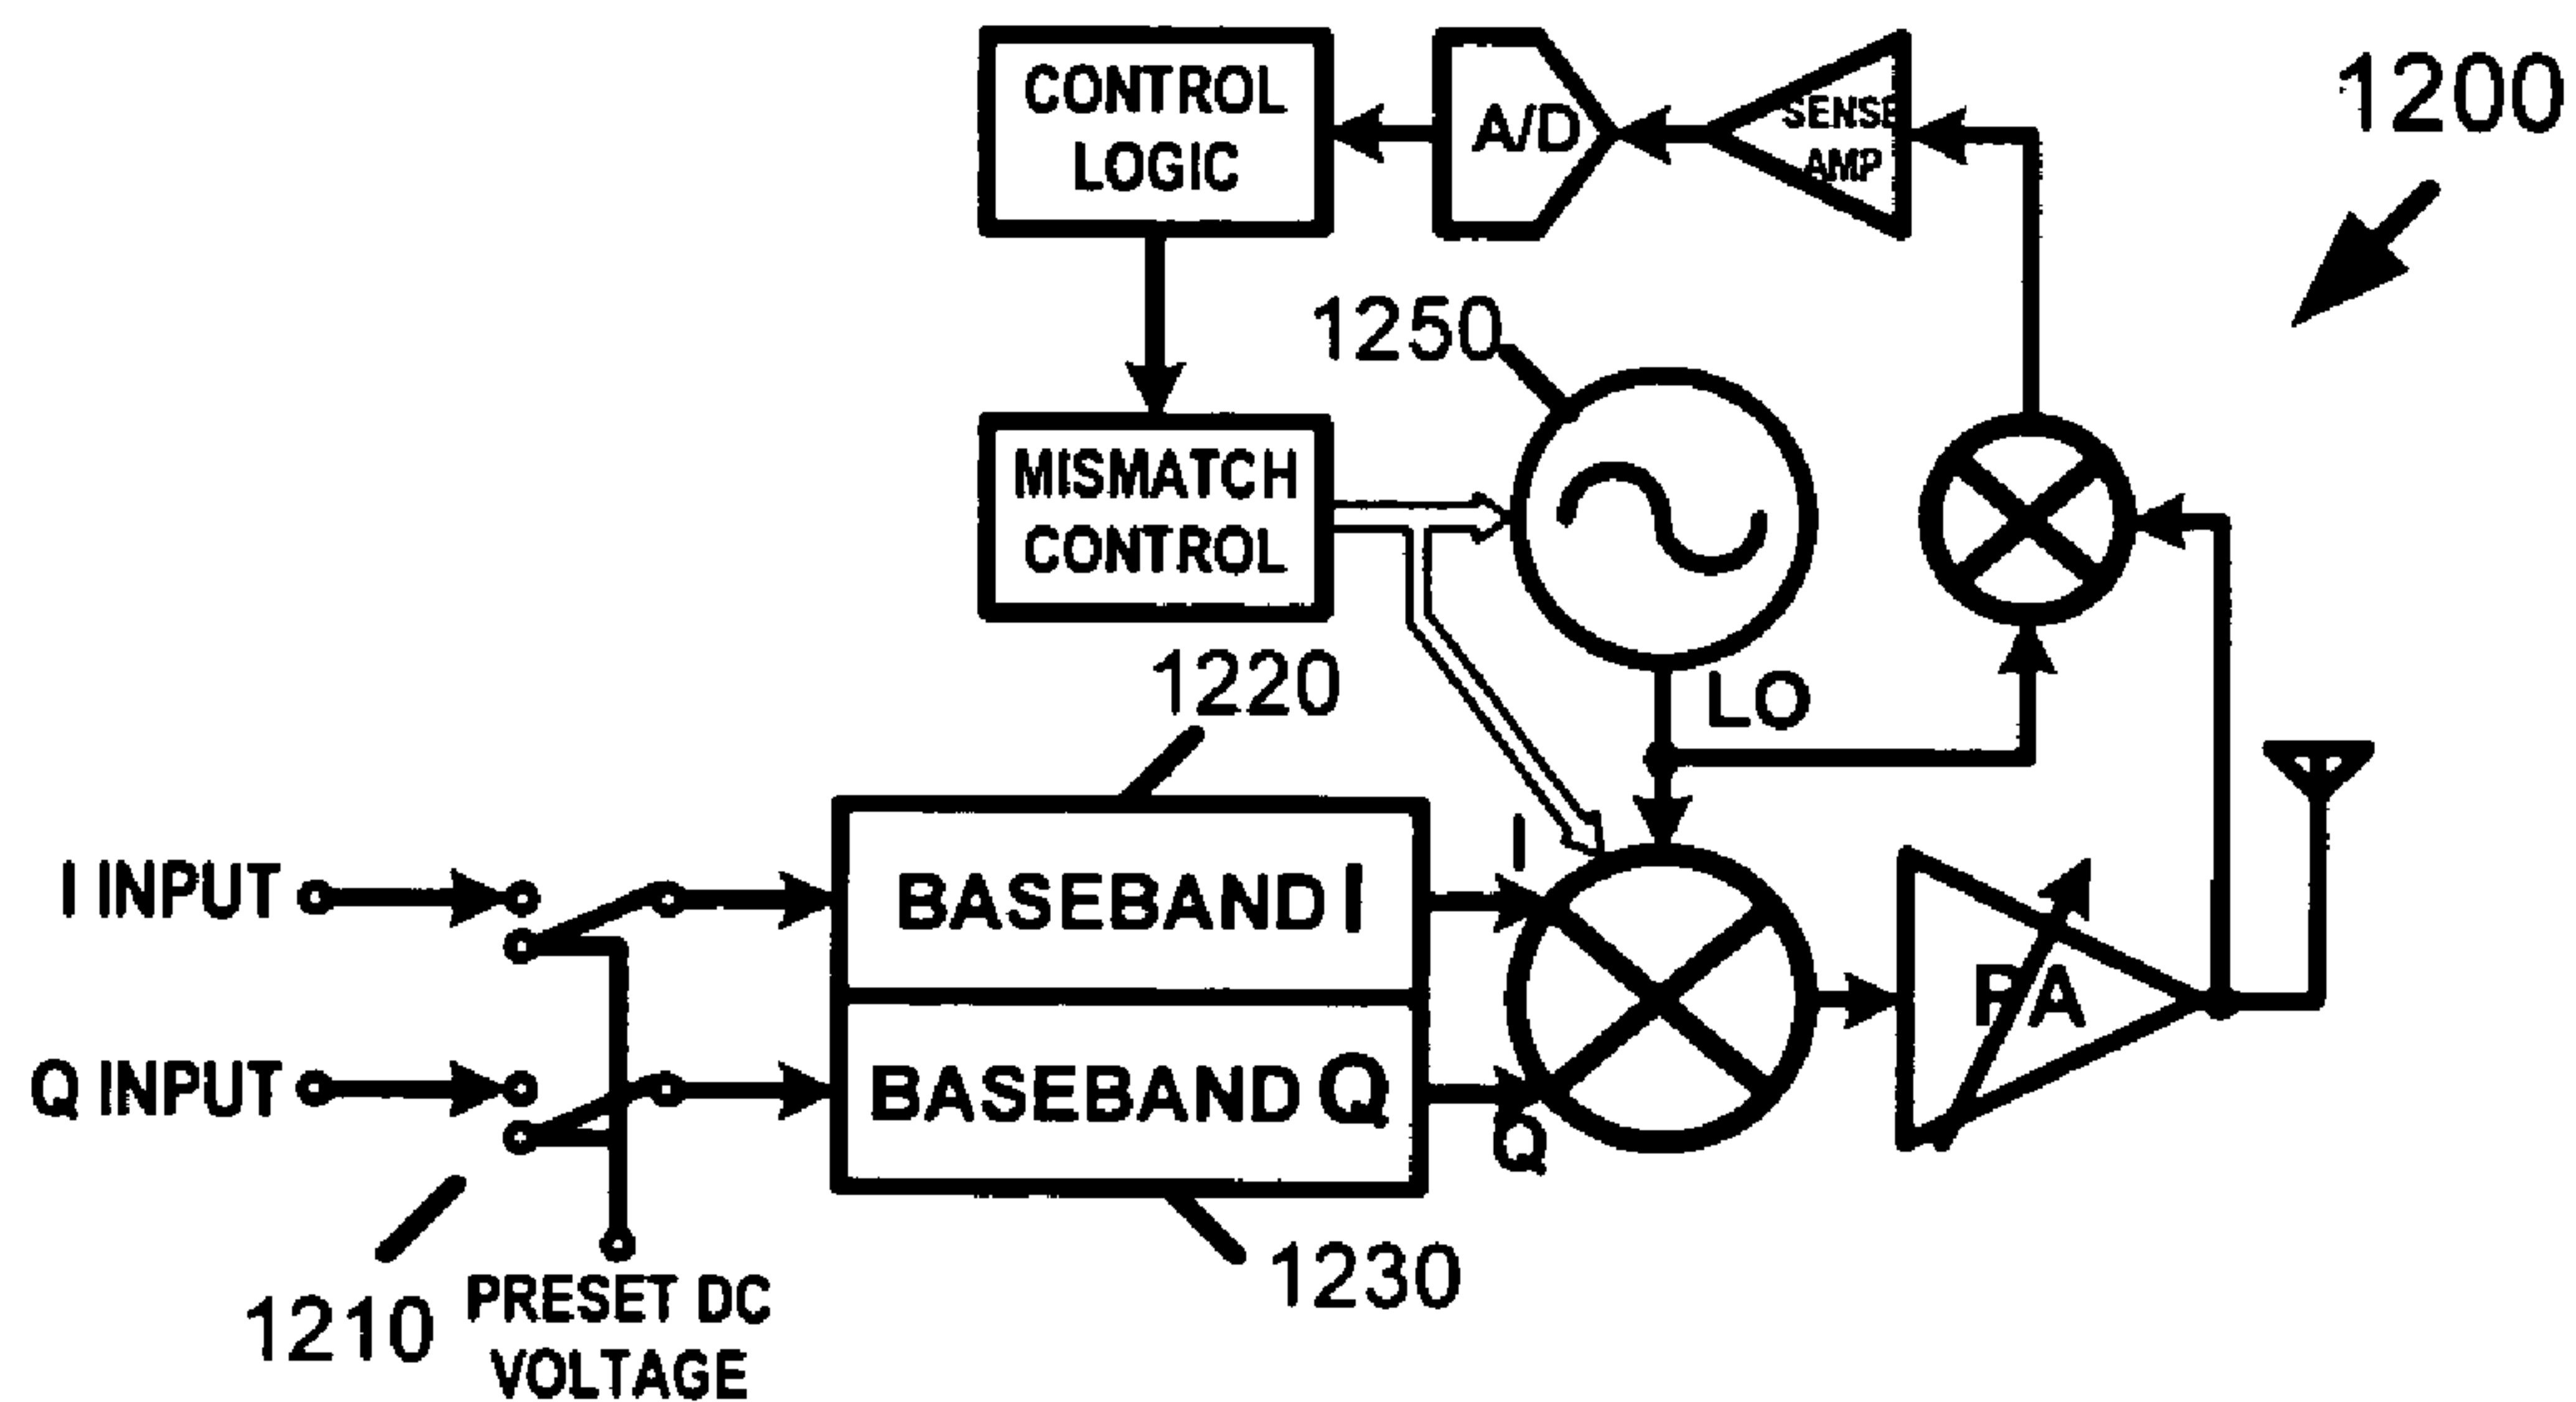 1200
CONTROL
LOGIC
A/D
SENSE
AMP
1250
MISMATCH
CONTROL
LO
1220
I INPUT
BASEBAND I
I
PA
Q INPUT
BASEBAND Q
Q
1210
PRESET DC
VOLTAGE
1230